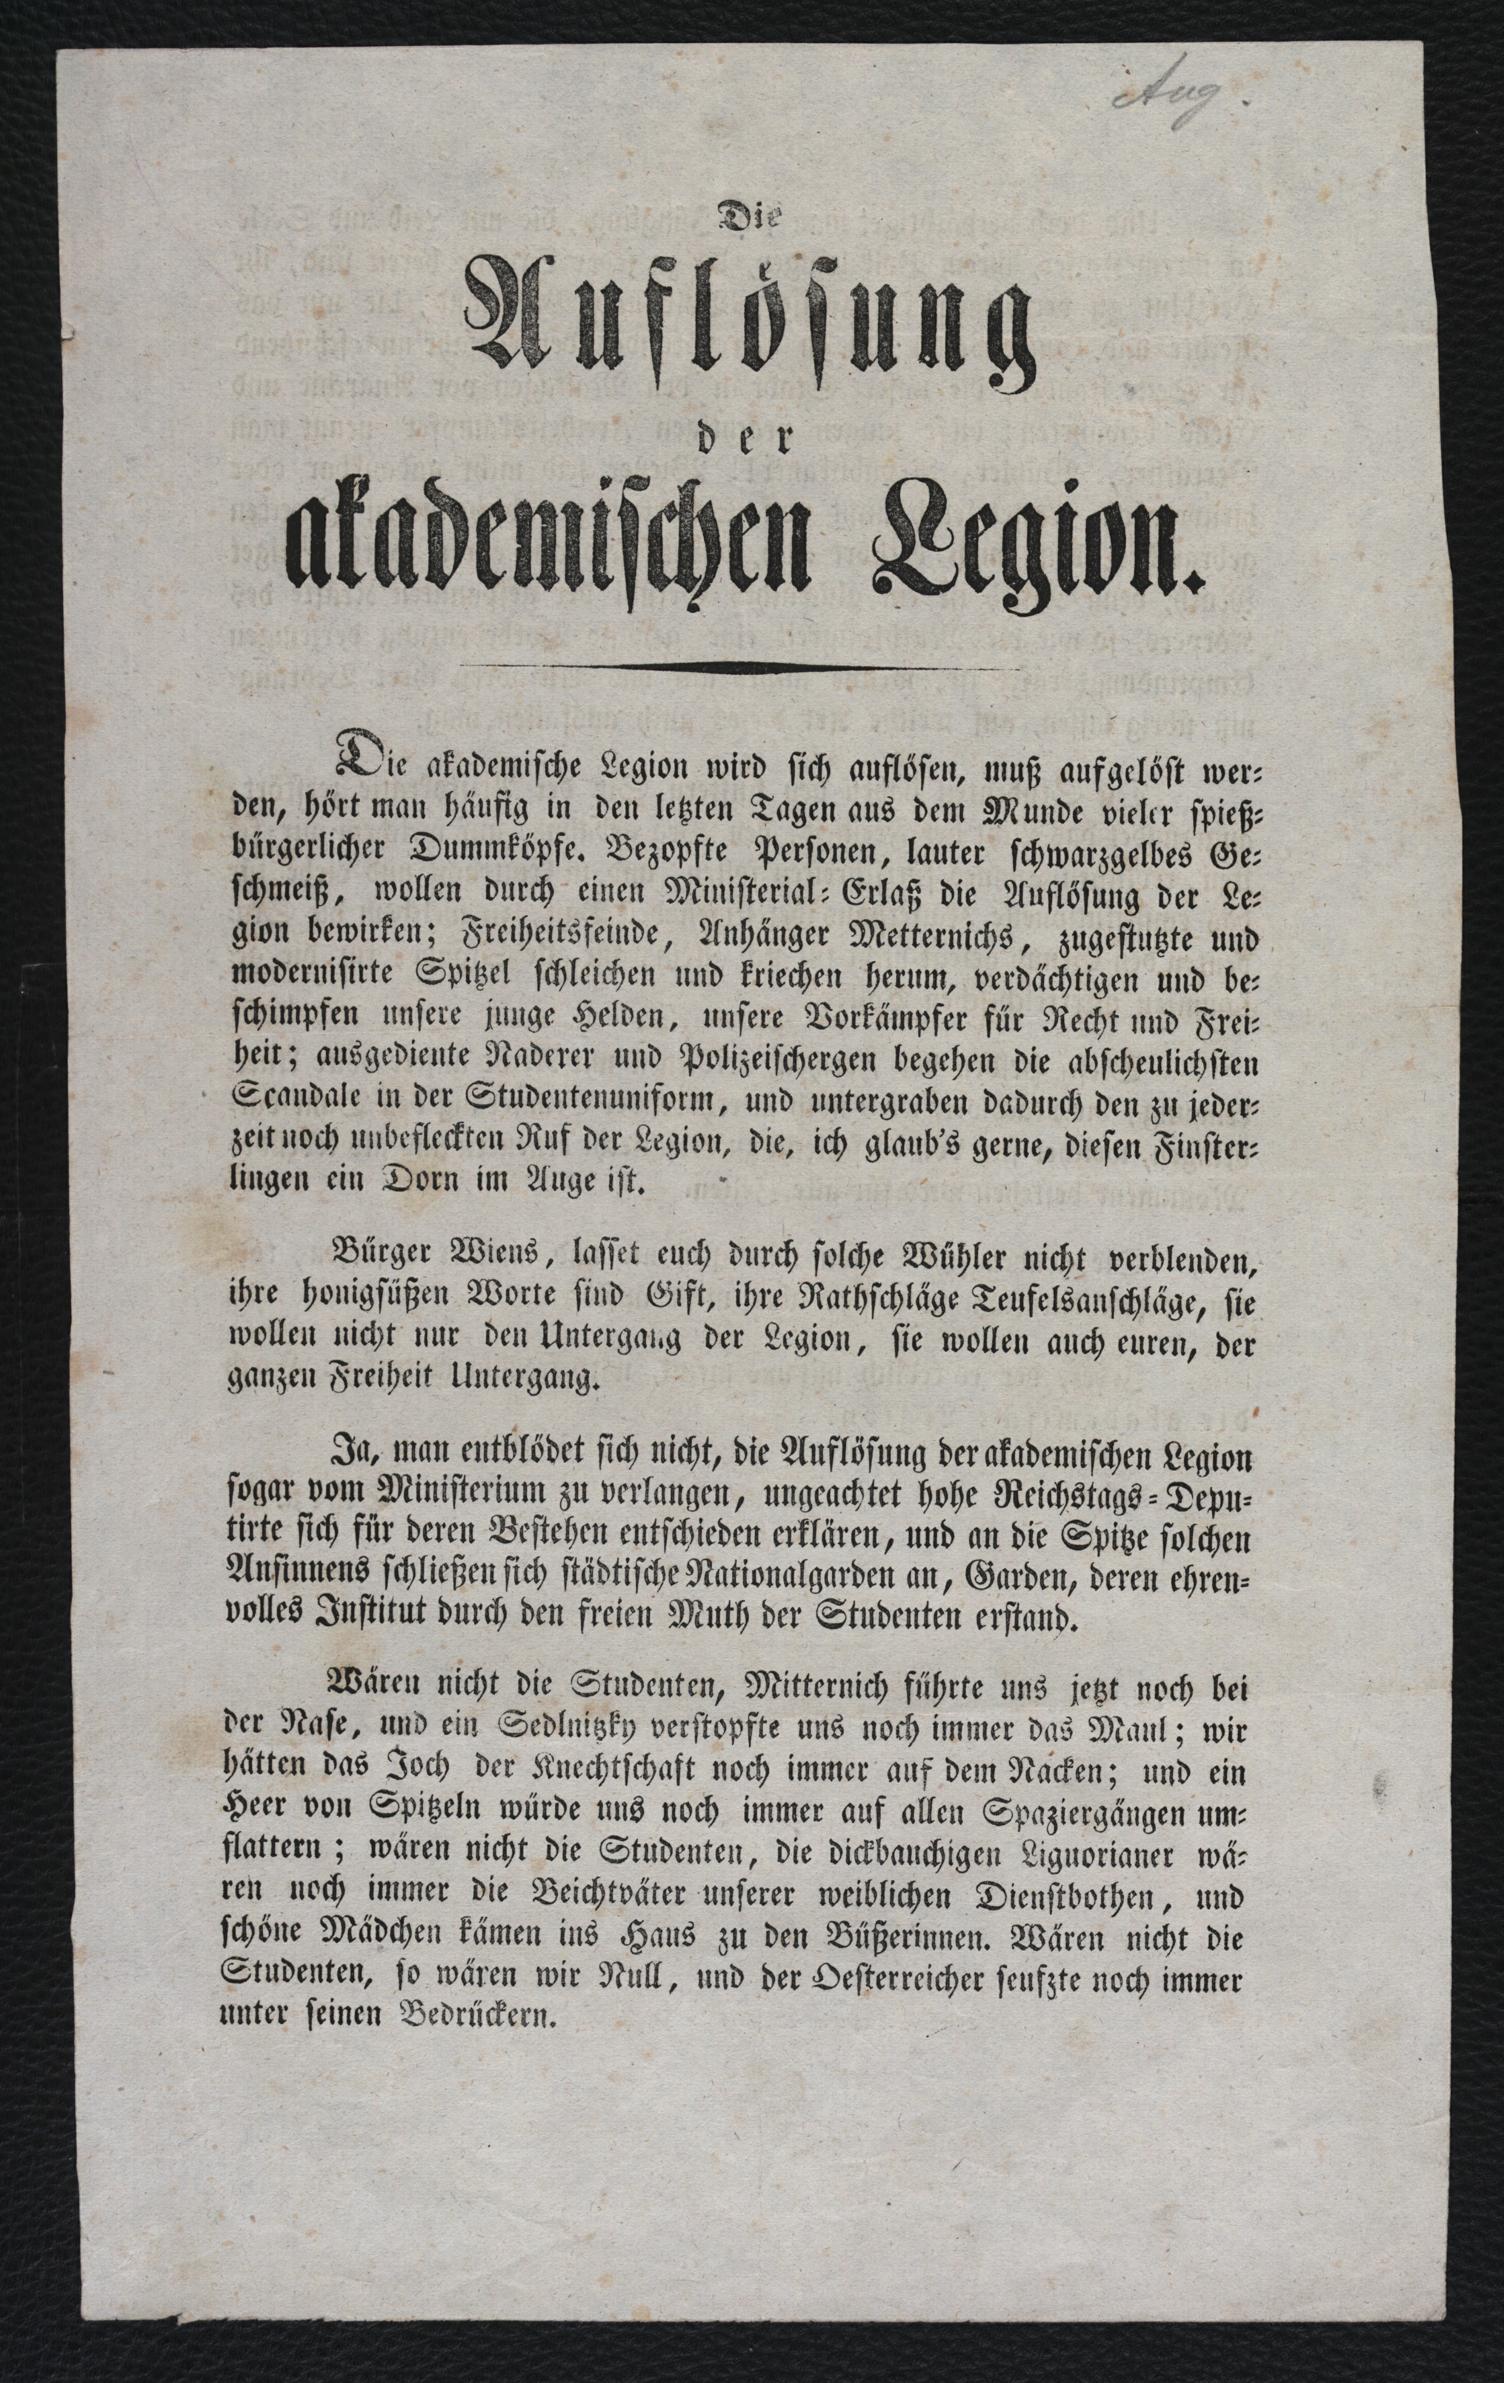 Aug.
Die
Auflösung
der
akademischen Legion.
Die akademische Legion wird sich auflösen, muß aufgelöst wer-
den, hört man häufig in den letzten Tagen aus dem Munde vieler spieß-
bürgerlicher Dummköpfe. Bezopfte Personen, lauter schwarzgelbes Ge-
schmeiß, wollen durch einen Ministerial-Erlaß die Auflösung der Le-
gion bewirken; Freiheitsfeinde, Anhänger Metternichs, zugestutzte und
modernisirte Spitzel schleichen und kriechen herum, verdächtigen und be-
schimpfen unsere junge Helden, unsere Vorkämpfer für Recht und Frei-
heit; ausgediente Naderer und Polizeischergen begehen die abscheulichsten
Scandale in der Studentenuniform, und untergraben dadurch den zu jeder-
zeit noch unbefleckten Ruf der Legion, die, ich glaub's gerne, diesen Finster-
lingen ein Dorn im Auge ist.
Bürger Wiens, lasset euch durch solche Wühler nicht verblenden,
ihre honigsüßen Worte sind Gift, ihre Rathschläge Teufelsanschläge, sie
wollen nicht nur den Untergang der Legion, sie wollen auch euren, der
ganzen Freiheit Untergang.
Ja, man entblödet sich nicht, die Auflösung der akademischen Legion
sogar vom Ministerium zu verlangen, ungeachtet hohe Reichstags-Depu-
tirte sich für deren Bestehen entschieden erklären, und an die Spitze solchen
Ansinnens schließen sich städtische Nationalgarden an, Garden, deren ehren-
volles Institut durch den freien Muth der Studenten erstand.
Wären nicht die Studenten, Mitternich führte uns jetzt noch bei
der Nase, und ein Sedlnitzky verstopfte uns noch immer das Maul; wir
hätten das Joch der Knechtschaft noch immer auf dem Nacken; und ein
Heer von Spitzeln würde uns noch immer auf allen Spaziergängen um-
flattern; wären nicht die Studenten, die dickbauchigen Liguorianer wä-
ren noch immer die Beichtväter unserer weiblichen Dienstbothen, und
schöne Mädchen kämen ins Haus zu den Büßerinnen. Wären nicht die
Studenten, so wären wir Null, und der Oesterreicher seufzte noch immer
unter seinen Bedrückern.